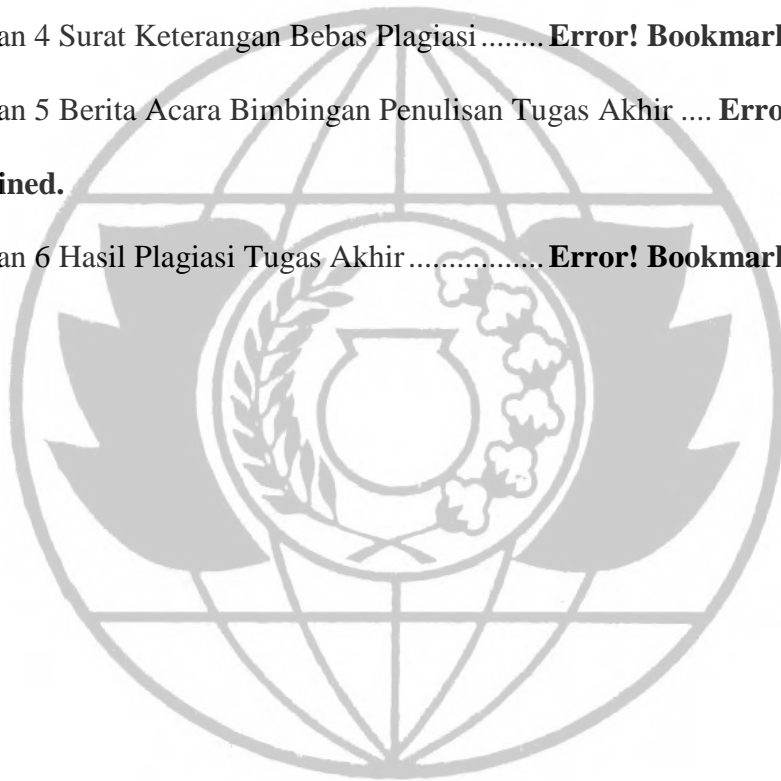 an 4 Surat Keterangan Bebas Plagiasi ........ Error! Bookmark
an 5 Berita Acara Bimbingan Penulisan Tugas Akhir .... Erro
ined.
an 6 Hasil Plagiasi Tugas Akhir ................. Error! Bookmark